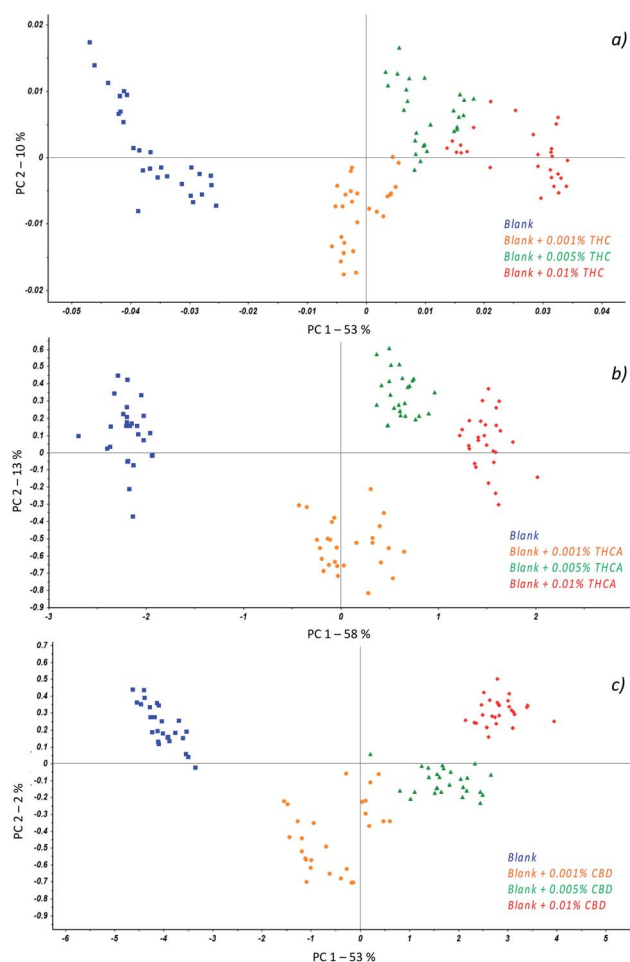 a)
0.02
0.01
0
-0.01
-0.02
PC 2 – 10 %
-0.05 -0.04 -0.03 -0.02 -0.01 0 0.01 0.02 0.03 0.04
PC 1 – 53 %
Blank
Blank + 0.001% THC
Blank + 0.005% THC
Blank + 0.01% THC
b)
0.6
0.5
0.4
0.3
0.2
0.1
0
-0.1
-0.2
-0.3
-0.4
-0.5
-0.6
-0.7
-0.8
-0.9
PC 2 – 13 %
-3 -2 -1 0 1 2
PC 1 – 58 %
Blank
Blank + 0.001% THCA
Blank + 0.005% THCA
Blank + 0.01% THCA
c)
0.7
0.6
0.5
0.4
0.3
0.2
0.1
0
-0.1
-0.2
-0.3
-0.4
-0.5
-0.6
-0.7
-0.8
-0.9
PC 2 – 2 %
-6 -5 -4 -3 -2 -1 0 1 2 3 4 5
PC 1 – 53 %
Blank
Blank + 0.001% CBD
Blank + 0.005% CBD
Blank + 0.01% CBD